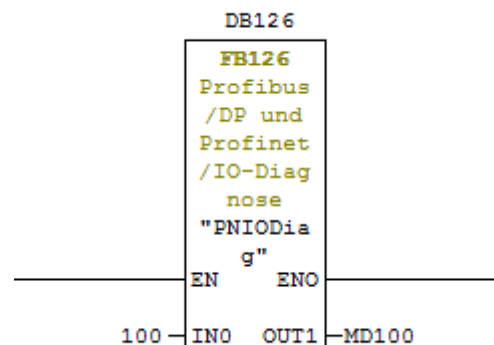 DB126
FB126
Profibus
/DP und
Profinet
/IO-Diag
nose
"PNIODia
g"
EN ENO
100 IN0 OUT1 MD100